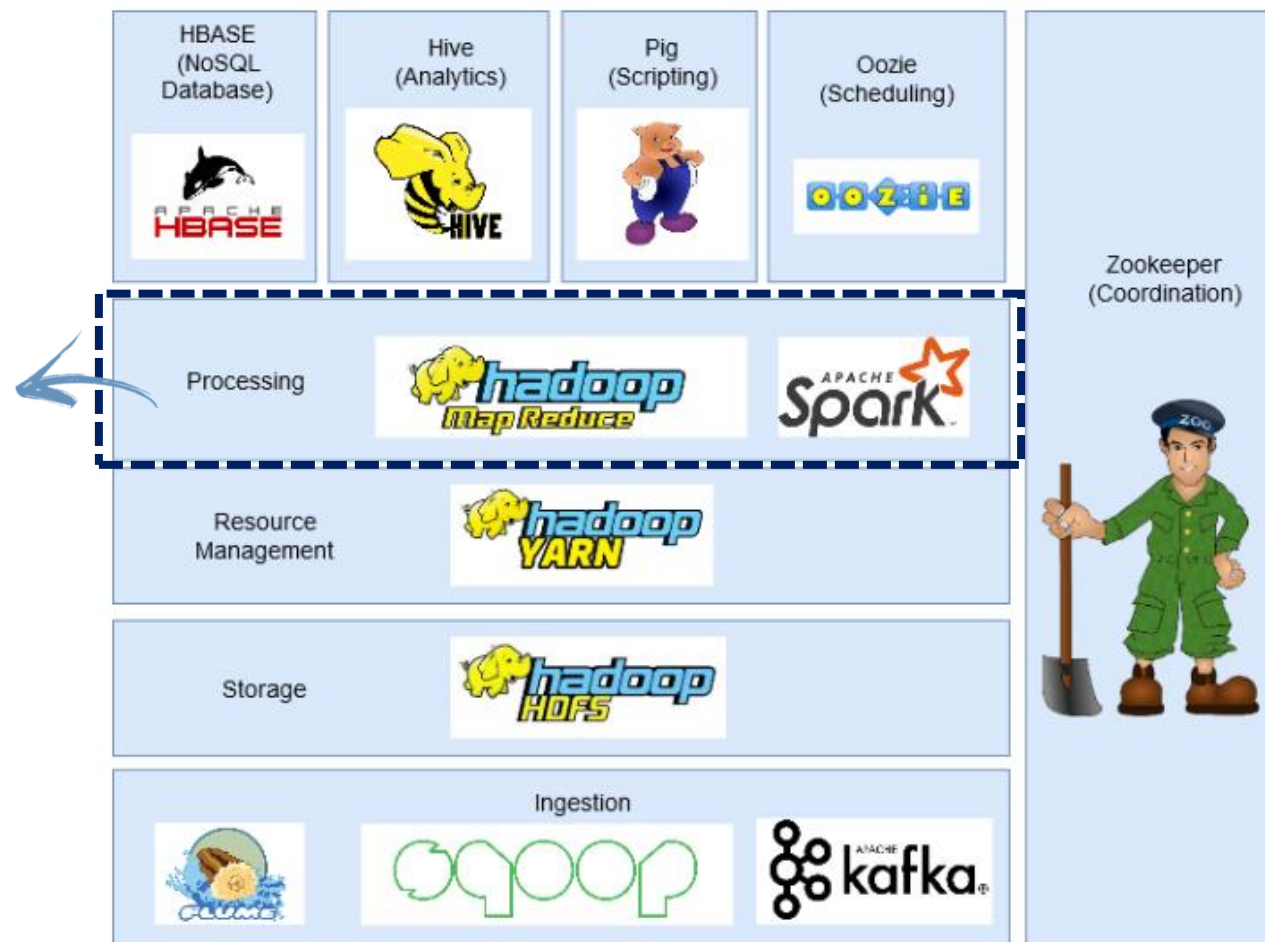 HBASE
(NoSQL
Database)
APACHE
HBASE
Hive
(Analytics)
HIVE
Pig
(Scripting)
Oozie
(Scheduling)
OOZiE
Zookeeper
(Coordination)
ZOO
Processing
hadoop
Map Reduce
APACHE
Spark
Resource
Management
hadoop
YARN
Storage
hadoop
HDFS
Ingestion
FLUME
sqoop
APACHE
kafka